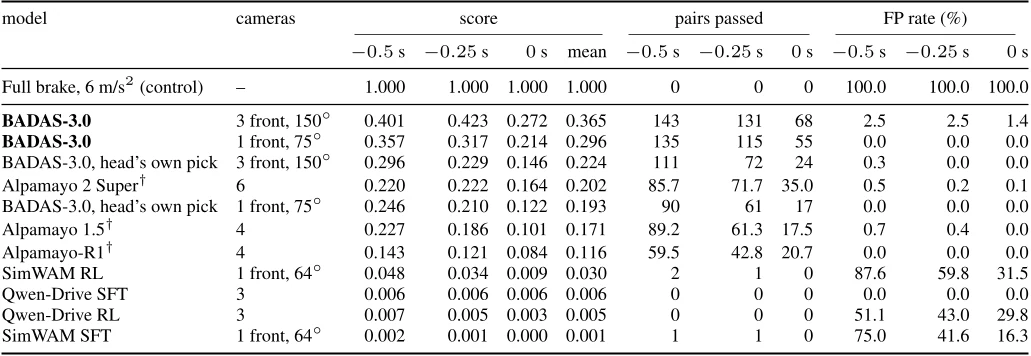 model cameras score pairs passed FP rate (%)
−0.5 s −0.25 s 0 s mean −0.5 s −0.25 s 0 s −0.5 s −0.25 s 0 s
Full brake, 6 m/s² (control) – 1.000 1.000 1.000 1.000 0 0 0 100.0 100.0 100.0
BADAS-3.0 3 front, 150° 0.401 0.423 0.272 0.365 143 131 68 2.5 2.5 1.4
BADAS-3.0 1 front, 75° 0.357 0.317 0.214 0.296 135 115 55 0.0 0.0 0.0
BADAS-3.0, head's own pick 3 front, 150° 0.296 0.229 0.146 0.224 111 72 24 0.3 0.0 0.0
Alpamayo 2 Super† 6 0.220 0.222 0.164 0.202 85.7 71.7 35.0 0.5 0.2 0.1
BADAS-3.0, head's own pick 1 front, 75° 0.246 0.210 0.122 0.193 90 61 17 0.0 0.0 0.0
Alpamayo 1.5† 4 0.227 0.186 0.101 0.171 89.2 61.3 17.5 0.7 0.4 0.0
Alpamayo-R1† 4 0.143 0.121 0.084 0.116 59.5 42.8 20.7 0.0 0.0 0.0
SimWAM RL 1 front, 64° 0.048 0.034 0.009 0.030 2 1 0 87.6 59.8 31.5
Qwen-Drive SFT 3 0.006 0.006 0.006 0.006 0 0 0 0.0 0.0 0.0
Qwen-Drive RL 3 0.007 0.005 0.003 0.005 0 0 0 51.1 43.0 29.8
SimWAM SFT 1 front, 64° 0.002 0.001 0.000 0.001 1 1 0 75.0 41.6 16.3